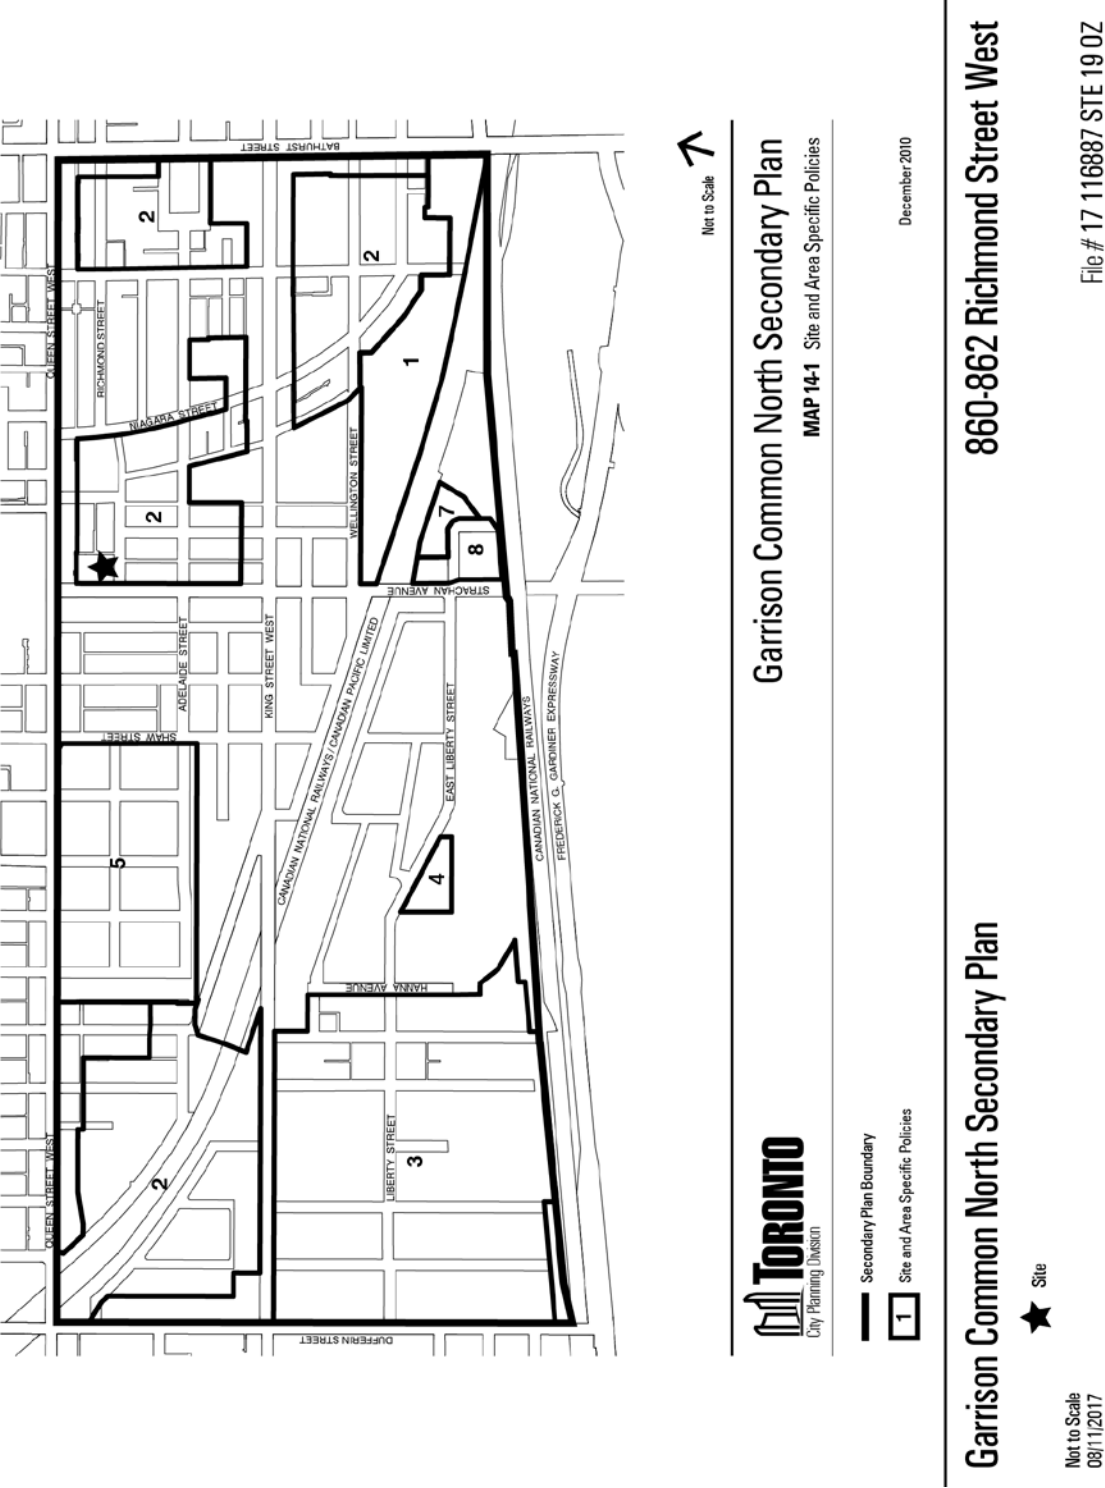 BATHURST STREET
QUEEN STREET WEST
RICHMOND STREET
NIAGARA STREET
WELLINGTON STREET
STRACHAN AVENUE
ADELAIDE STREET
KING STREET WEST
CANADIAN NATIONAL RAILWAYS / CANADIAN PACIFIC LIMITED
SHAW STREET
EAST LIBERTY STREET
CANADIAN NATIONAL RAILWAYS
FREDERICK G. GARDINER EXPRESSWAY
HANNA AVENUE
QUEEN STREET WEST
LIBERTY STREET
DUFFERIN STREET
2
2
1
2
7
8
5
4
2
3
Not to Scale
TORONTO
City Planning Division
Garrison Common North Secondary Plan
MAP 14-1 Site and Area Specific Policies
Secondary Plan Boundary
1 Site and Area Specific Policies
December 2010
Garrison Common North Secondary Plan
860-862 Richmond Street West
Site
File # 17 116887 STE 19 OZ
Not to Scale
08/11/2017